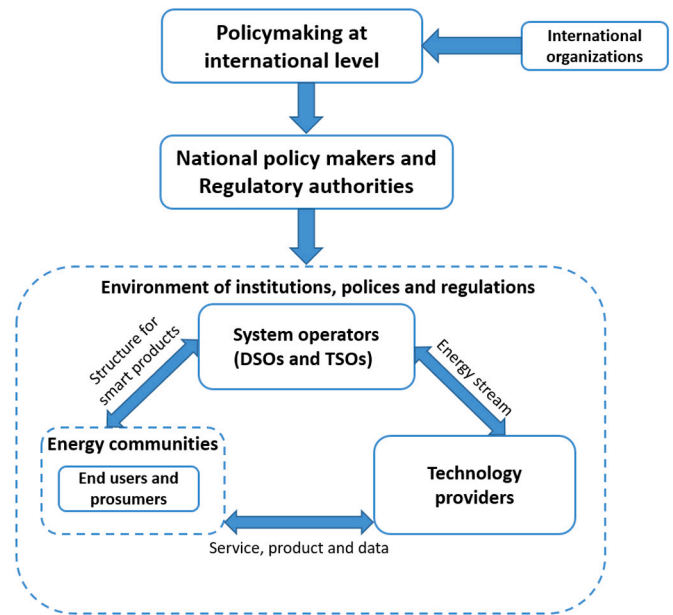 Policymaking at
international level
International
organizations
National policy makers and
Regulatory authorities
Environment of institutions, polices and regulations
System operators
(DSOs and TSOs)
Structure for
smart products
Energy stream
Energy communities
End users and
prosumers
Technology
providers
Service, product and data